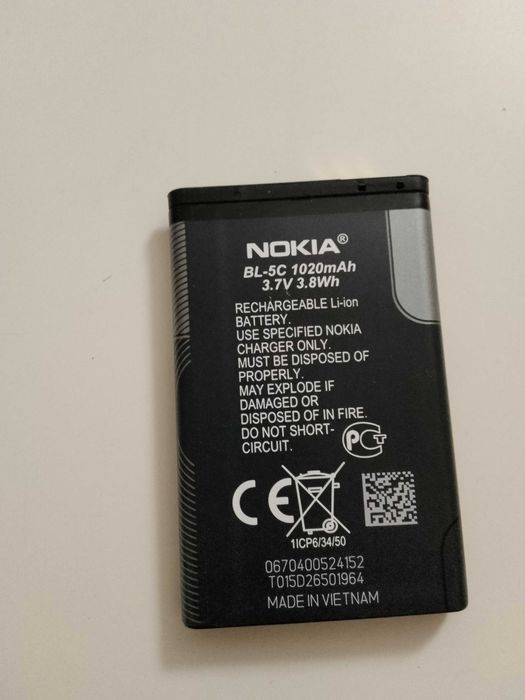 NOKIA®
BL-5C 1020mAh
3.7V 3.8Wh
RECHARGEABLE Li-ion
BATTERY.
USE SPECIFIED NOKIA
CHARGER ONLY.
MUST BE DISPOSED OF
PROPERLY.
MAY EXPLODE IF
DAMAGED OR
DISPOSED OF IN FIRE.
DO NOT SHORT-
CIRCUIT.
PCT
CE
1ICP6/34/50
0670400524152
T015D26501964
MADE IN VIETNAM